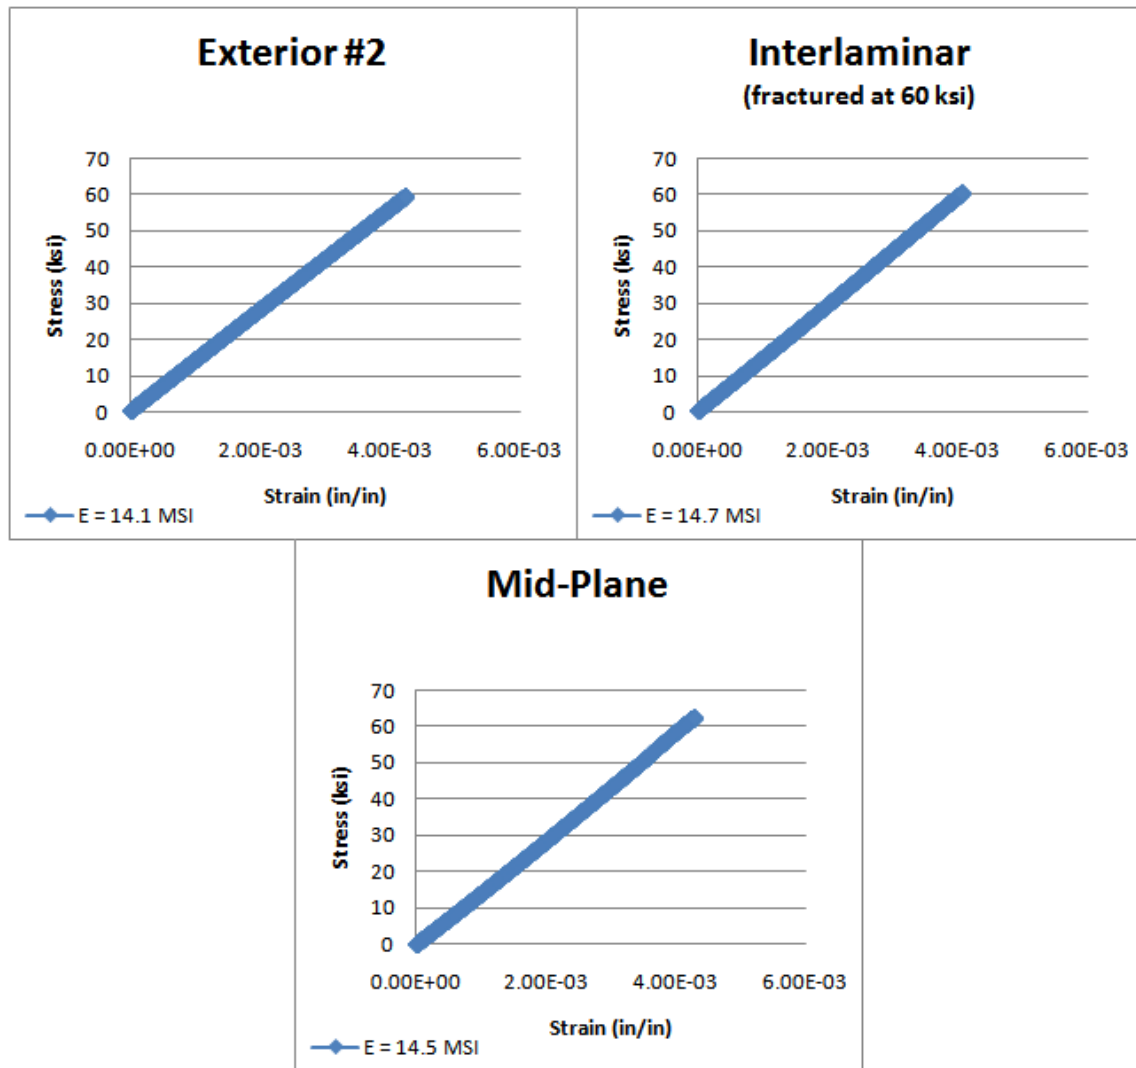 Exterior #2
70
60
50
40
30
20
10
0
Stress (ksi)
0.00E+00 2.00E-03 4.00E-03 6.00E-03
Strain (in/in)
E = 14.1 MSI
Interlaminar
(fractured at 60 ksi)
70
60
50
40
30
20
10
0
Stress (ksi)
0.00E+00 2.00E-03 4.00E-03 6.00E-03
Strain (in/in)
E = 14.7 MSI
Mid-Plane
70
60
50
40
30
20
10
0
Stress (ksi)
0.00E+00 2.00E-03 4.00E-03 6.00E-03
Strain (in/in)
E = 14.5 MSI